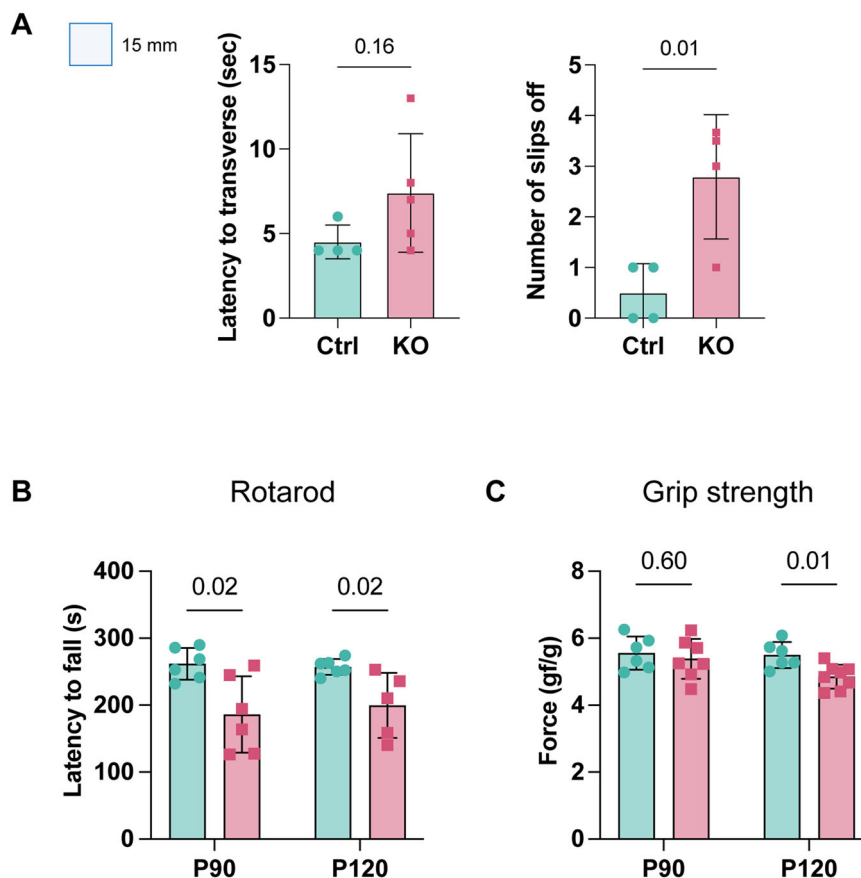 A
15 mm
Latency to transverse (sec)
15
10
5
0
0.16
Ctrl KO
Number of slips off
5
4
3
2
1
0
0.01
Ctrl KO
B
Rotarod
Latency to fall (s)
400
300
200
100
0
0.02 0.02
P90 P120
C
Grip strength
Force (gf/g)
8
6
4
2
0
0.60 0.01
P90 P120